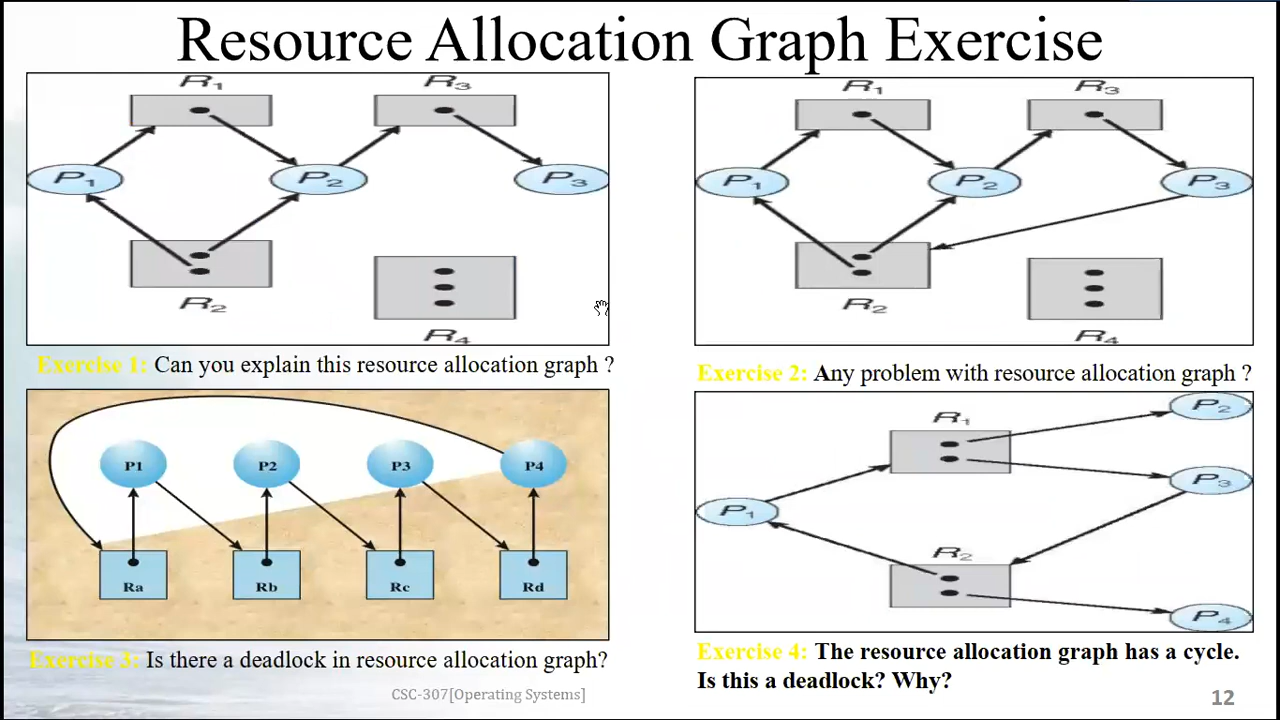 Resource Allocation Graph Exercise
R1
R3
P1
P2
P3
R2
R4
Exercise 1: Can you explain this resource allocation graph ?
R1
R3
P1
P2
P3
R2
R4
Exercise 2: Any problem with resource allocation graph ?
P1
P2
P3
P4
Ra
Rb
Rc
Rd
Exercise 3: Is there a deadlock in resource allocation graph?
P2
R1
P3
P1
R2
P4
Exercise 4: The resource allocation graph has a cycle.
Is this a deadlock? Why?
CSC-307[Operating Systems]
12